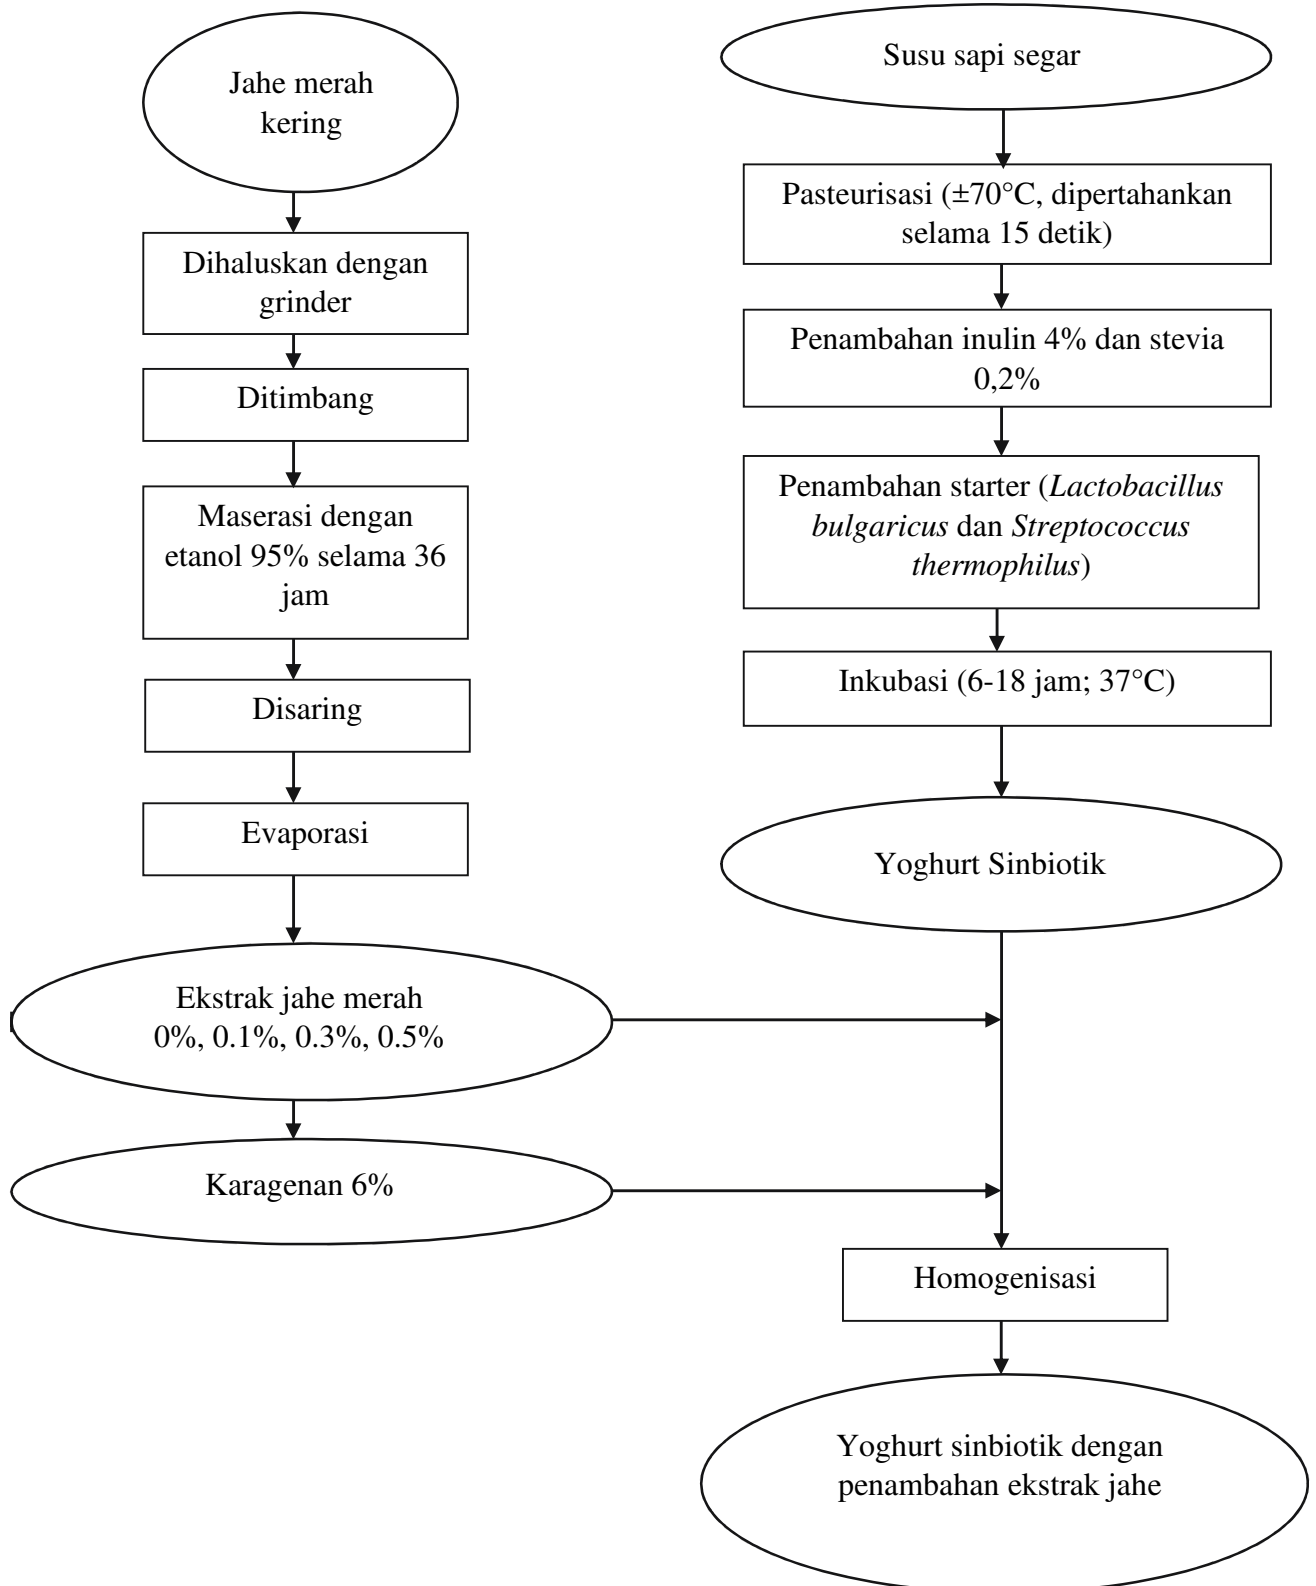 Jahe merah
kering
Dihaluskan dengan
grinder
Ditimbang
Maserasi dengan
etanol 95% selama 36
jam
Disaring
Evaporasi
Ekstrak jahe merah
0%, 0.1%, 0.3%, 0.5%
Karagenan 6%
Susu sapi segar
Pasteurisasi (±70°C, dipertahankan
selama 15 detik)
Penambahan inulin 4% dan stevia
0,2%
Penambahan starter (Lactobacillus
bulgaricus dan Streptococcus
thermophilus)
Inkubasi (6-18 jam; 37°C)
Yoghurt Sinbiotik
Homogenisasi
Yoghurt sinbiotik dengan
penambahan ekstrak jahe